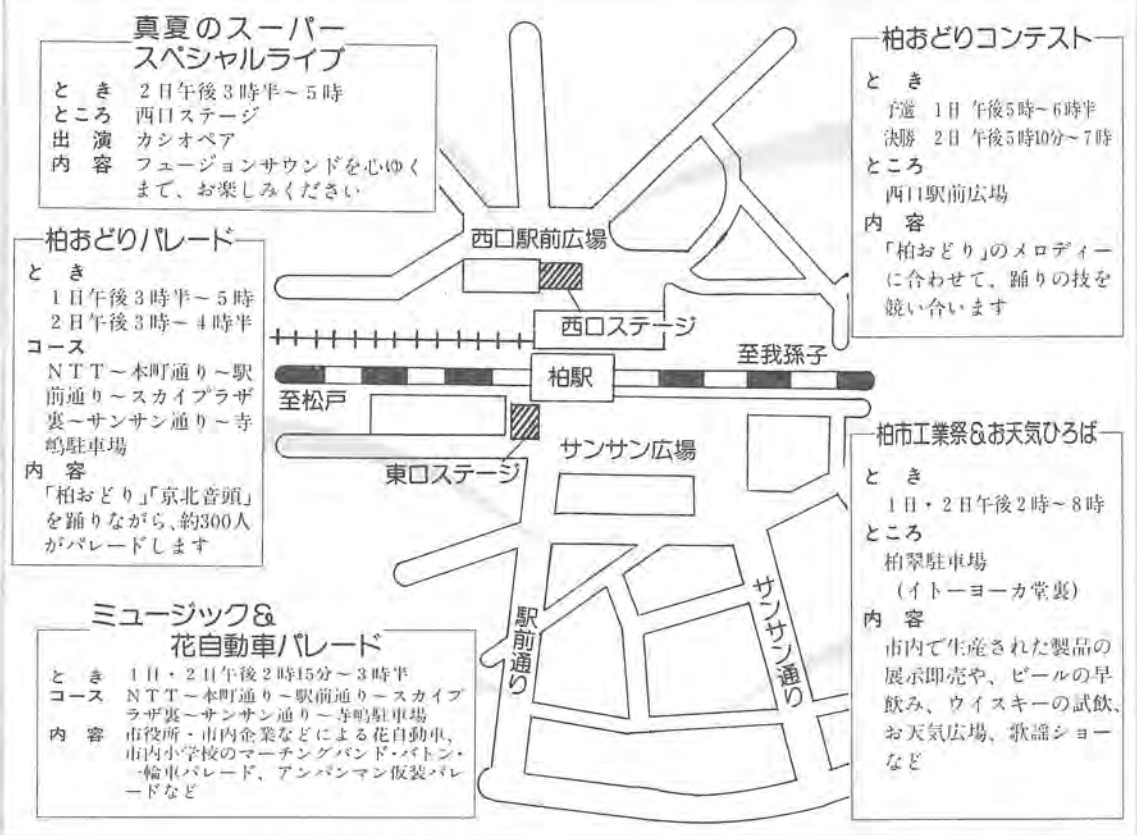 真夏のスーパー
スペシャルライブ
と き 2日午後3時半～5時
ところ 西口ステージ
出 演 カシオペア
内 容 フュージョンサウンドを心ゆく
まで、お楽しみください
柏おどりパレード
と き
1日午後3時半～5時
2日午後3時～4時半
コース
NTT～本町通り～駅
前通り～スカイプラザ
裏～サンサン通り～寺
嶋駐車場
内 容
「柏おどり」「京北音頭」
を踊りながら、約300人
がパレードします
ミュージック&
花自動車パレード
と き 1日・2日午後2時15分～3時半
コース NTT～本町通り～駅前通り～スカイプ
ラザ裏～サンサン通り～寺嶋駐車場
内 容 市役所・市内企業などによる花自動車、
市内小学校のマーチングバンド・バトン・
一輪車パレード、アンパンマン仮装パレ
ードなど
西口駅前広場
西口ステージ
至我孫子
柏駅
至松戸
東口ステージ
サンサン広場
駅前通り
サンサン通り
柏おどりコンテスト
と き
予選 1日 午後5時～6時半
決勝 2日 午後5時10分～7時
ところ
西口駅前広場
内 容
「柏おどり」のメロディー
に合わせて、踊りの技を
競い合います
柏市工業祭&お天気ひろば
と き
1日・2日午後2時～8時
ところ
柏翠駐車場
(イトーヨーカ堂裏)
内 容
市内で生産された製品の
展示即売や、ビールの早
飲み、ウイスキーの試飲、
お天気広場、歌謡ショー
など